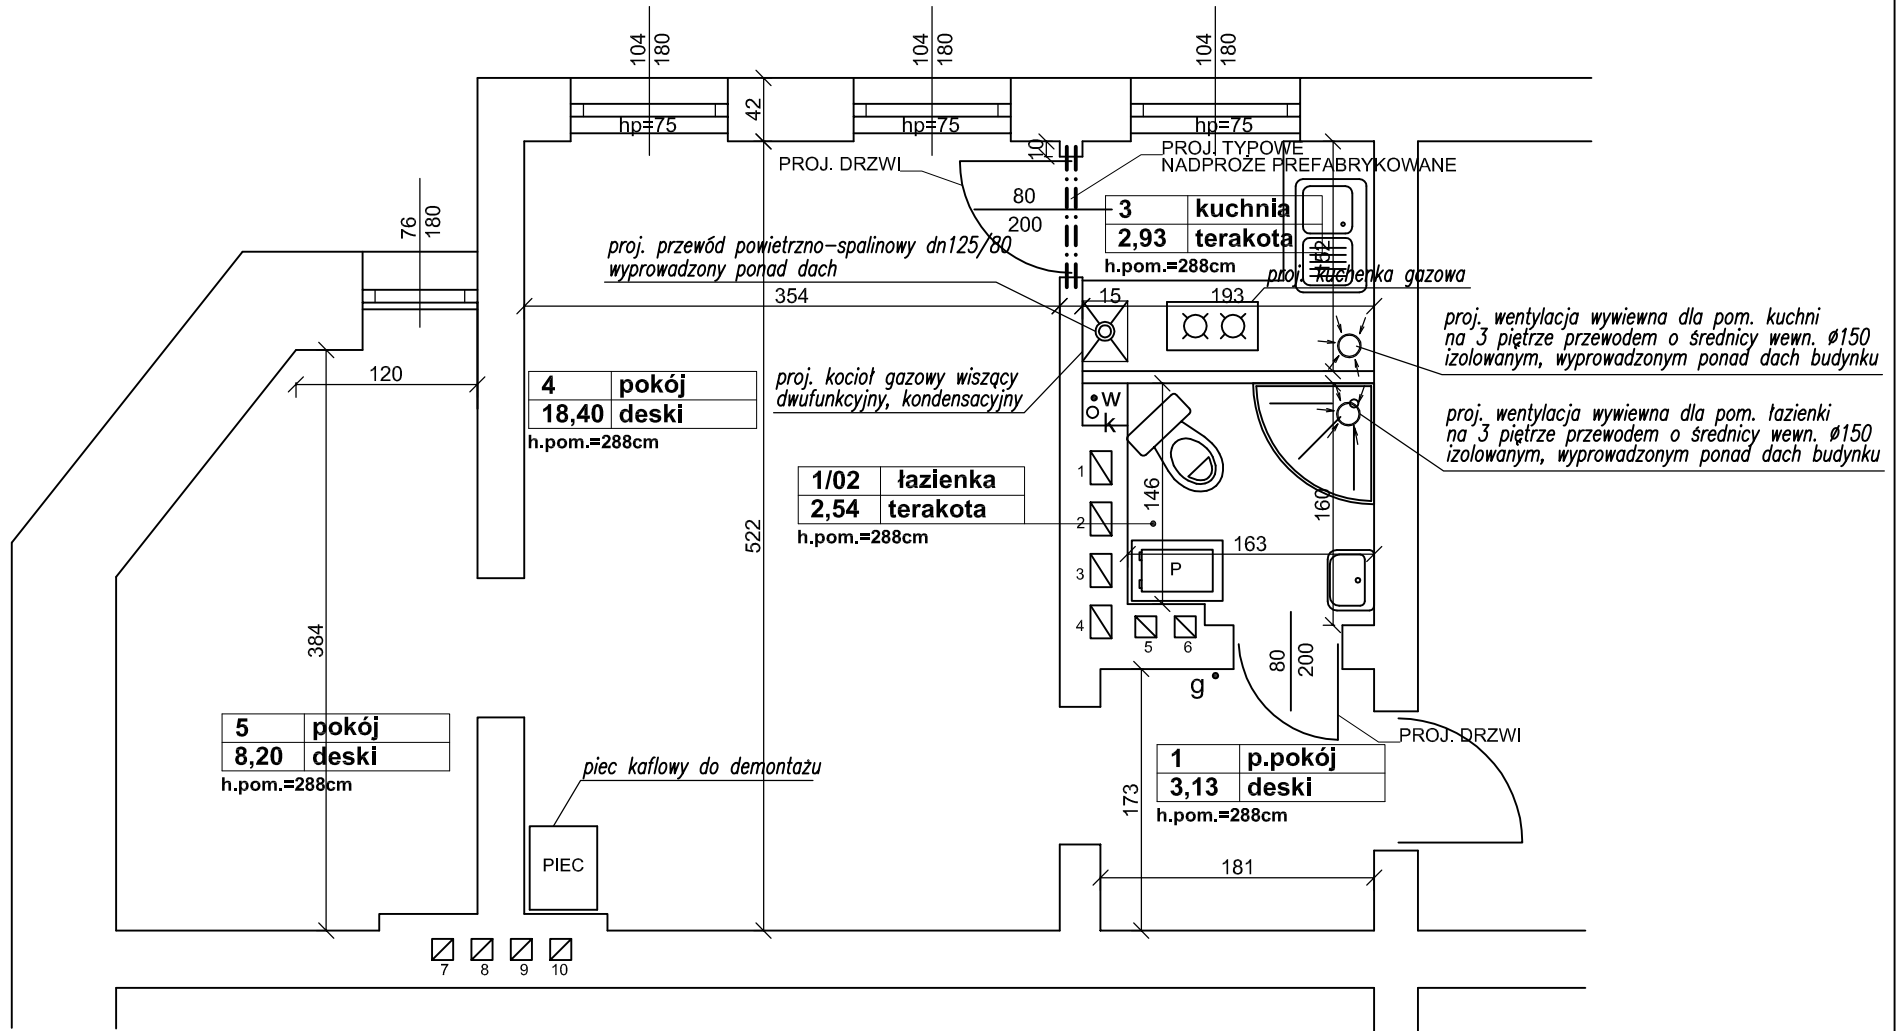 104
180
104
180
104
180
42
hp=75
hp=75
hp=75
10
PROJ. TYPOWE
NADPROŻE PREFABRYKOWANE
PROJ. DRZWI
76
180
80
200
3 kuchnia
2,93 terakota
h.pom.=288cm
proj. przewód powietrzno-spalinowy dn125/80
wyprowadzony ponad dach
proj. kuchenka gazowa
354
15
193
proj. wentylacja wywiewna dla pom. kuchni
na 3 piętrze przewodem o średnicy wewn. ø150
izolowanym, wyprowadzonym ponad dach budynku
120
4 pokój
18,40 deski
h.pom.=288cm
proj. kocioł gazowy wiszący
dwufunkcyjny, kondensacyjny
w
k
proj. wentylacja wywiewna dla pom. łazienki
na 3 piętrze przewodem o średnicy wewn. ø150
izolowanym, wyprowadzonym ponad dach budynku
1/02 łazienka
2,54 terakota
h.pom.=288cm
1
2
3
4
146
160
163
P
522
384
5
6
80
200
g
PROJ. DRZWI
5 pokój
8,20 deski
h.pom.=288cm
piec kaflowy do demontażu
1 p.pokój
3,13 deski
h.pom.=288cm
173
PIEC
181
7
8
9
10